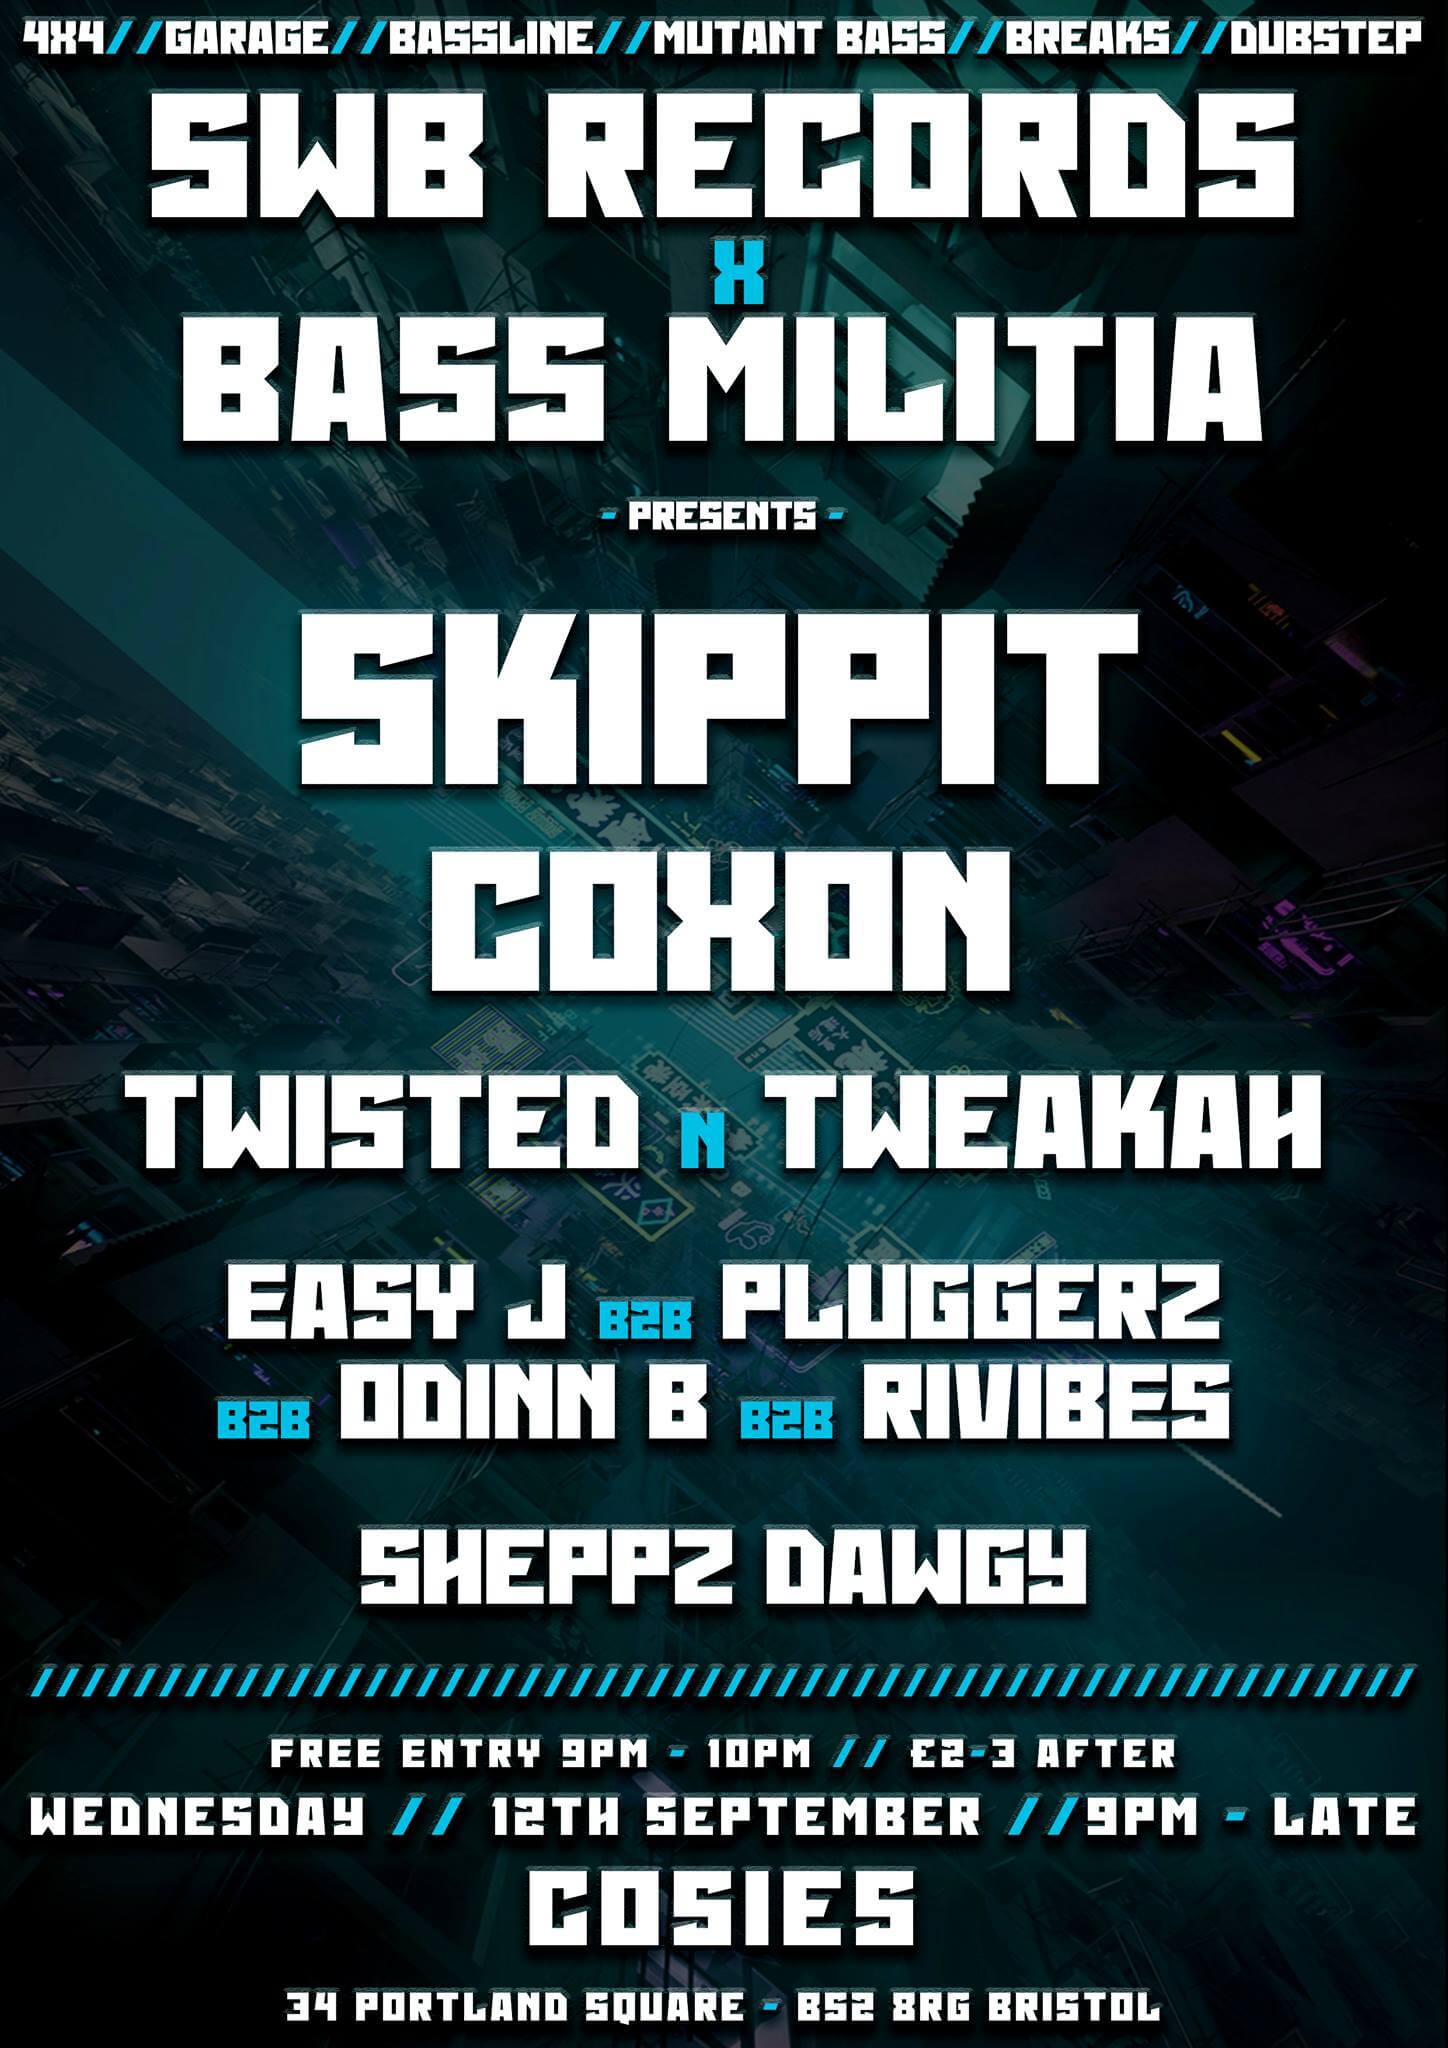 4X4//GARAGE//BASSLINE//MUTANT BASS//BREAKS//DUBSTEP
SWB RECORDS
X
BASS MILITIA
- PRESENTS -
SKIPPIT
COXON
TWISTED N TWEAKAH
EASY J B2B PLUGGERZ
B2B ODINN B B2B RIVIBES
SHEPPZ DAWGY
////////////////////////////////////////////////////////////////
FREE ENTRY 9PM - 10PM // £2-3 AFTER
WEDNESDAY // 12TH SEPTEMBER //9PM - LATE
COSIES
34 PORTLAND SQUARE - BS2 8RG BRISTOL